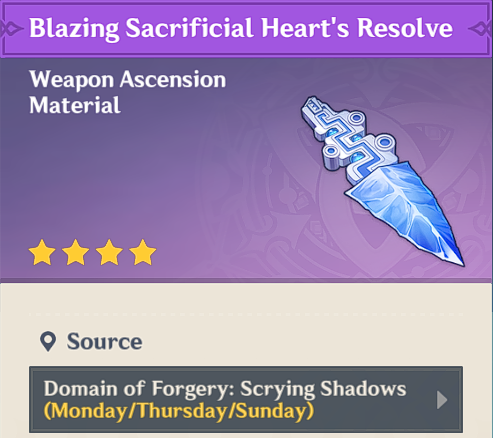 Blazing Sacrificial Heart's Resolve
Weapon Ascension
Material
Source
Domain of Forgery: Scrying Shadows
(Monday/Thursday/Sunday)